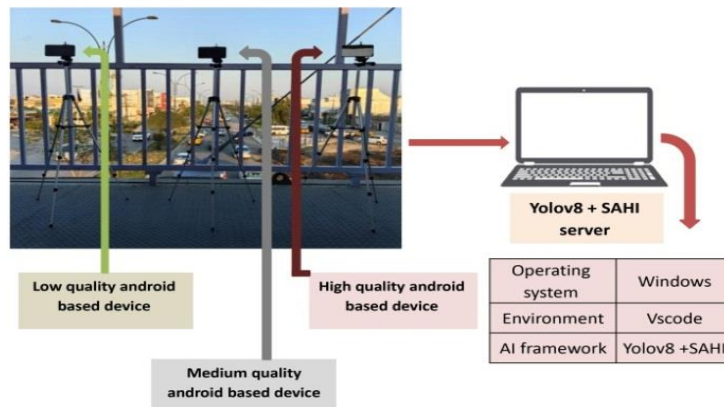 Low quality android
based device
High quality android
based device
Medium quality
android based device
Yolov8 + SAHI
server
Operating
system
Windows
Environment
Vscode
AI framework
Yolov8 +SAHI